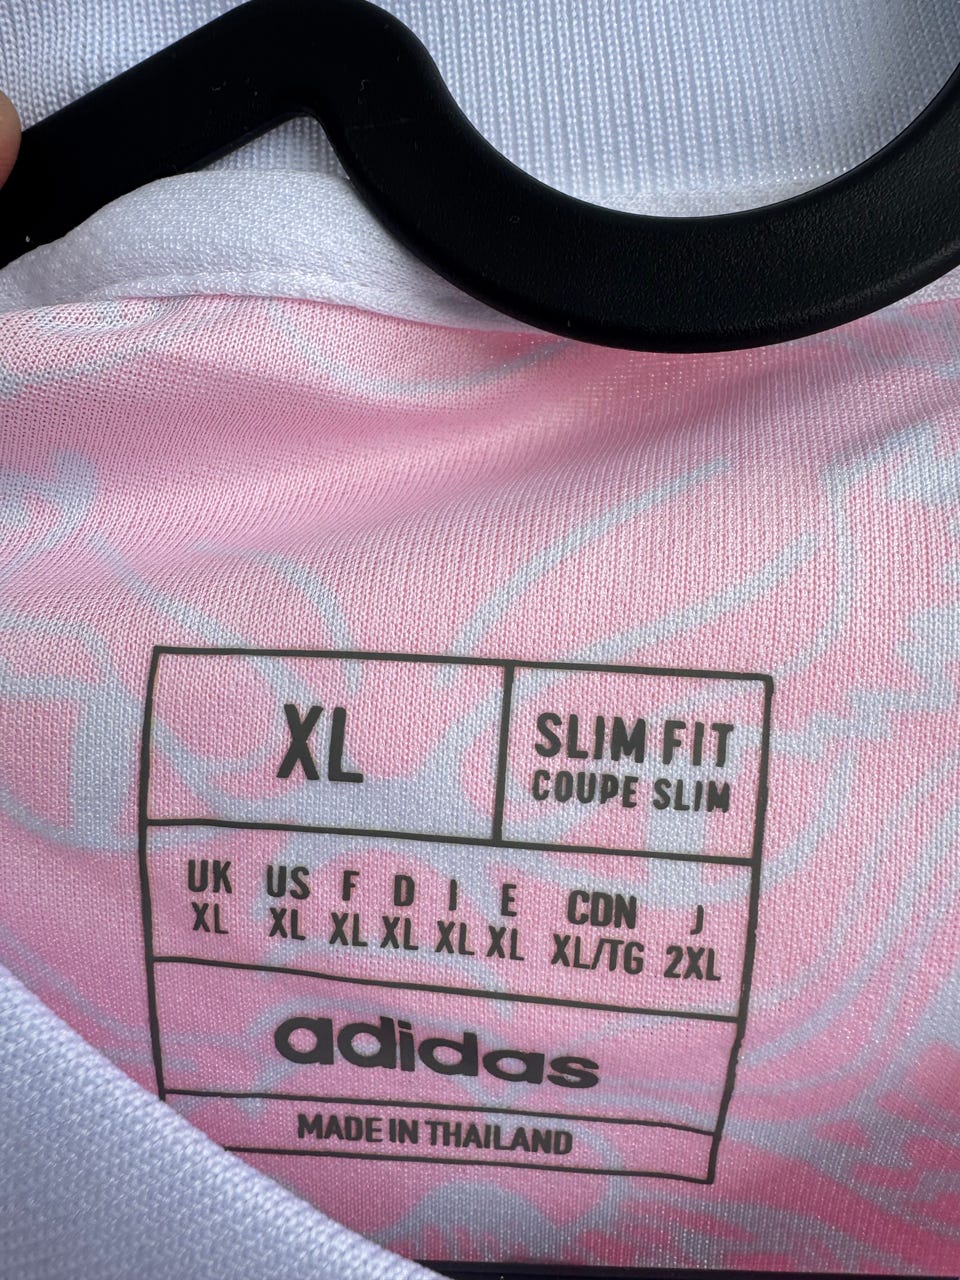 XL
SLIM FIT
COUPE SLIM
UK US F D I E CDN J
XL XL XL XL XL XL XL/TG 2XL
adidas
MADE IN THAILAND